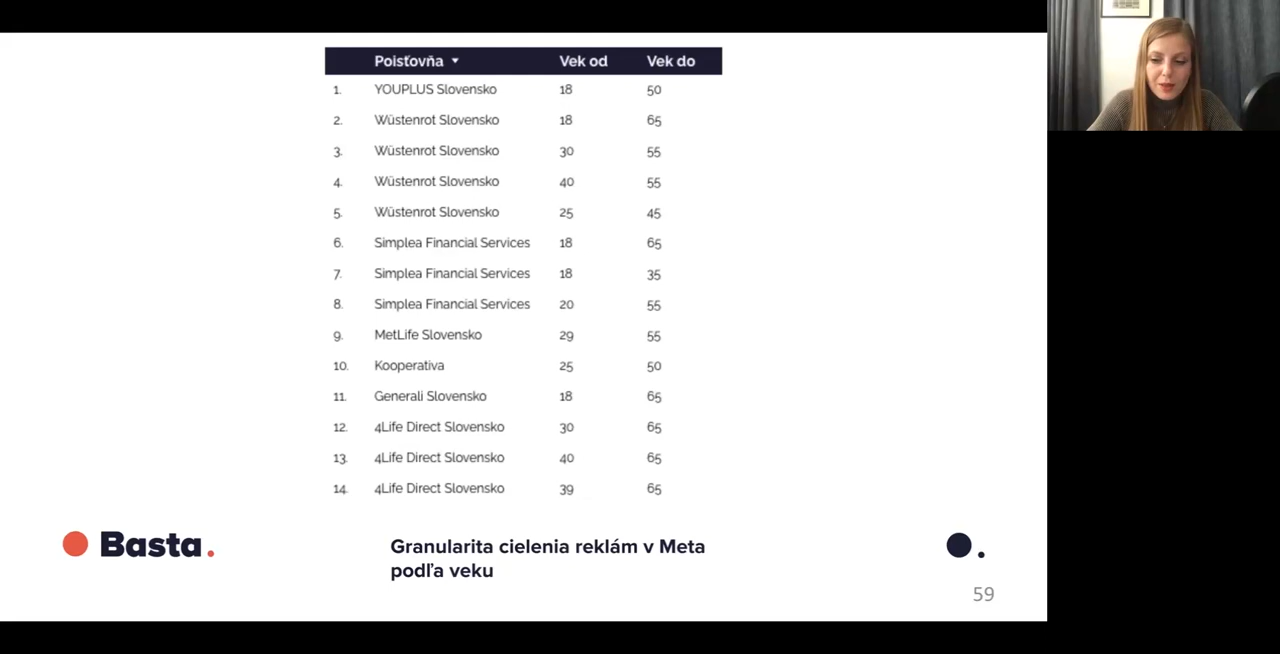 Poisťovňa Vek od Vek do
1. YOUPLUS Slovensko 18 50
2. Wüstenrot Slovensko 18 65
3. Wüstenrot Slovensko 30 55
4. Wüstenrot Slovensko 40 55
5. Wüstenrot Slovensko 25 45
6. Simplea Financial Services 18 65
7. Simplea Financial Services 18 35
8. Simplea Financial Services 20 55
9. MetLife Slovensko 29 55
10. Kooperatíva 25 50
11. Generali Slovensko 18 65
12. 4Life Direct Slovensko 30 65
13. 4Life Direct Slovensko 40 65
14. 4Life Direct Slovensko 39 65
Basta.
Granularita cielenia reklám v Meta
podľa veku
59